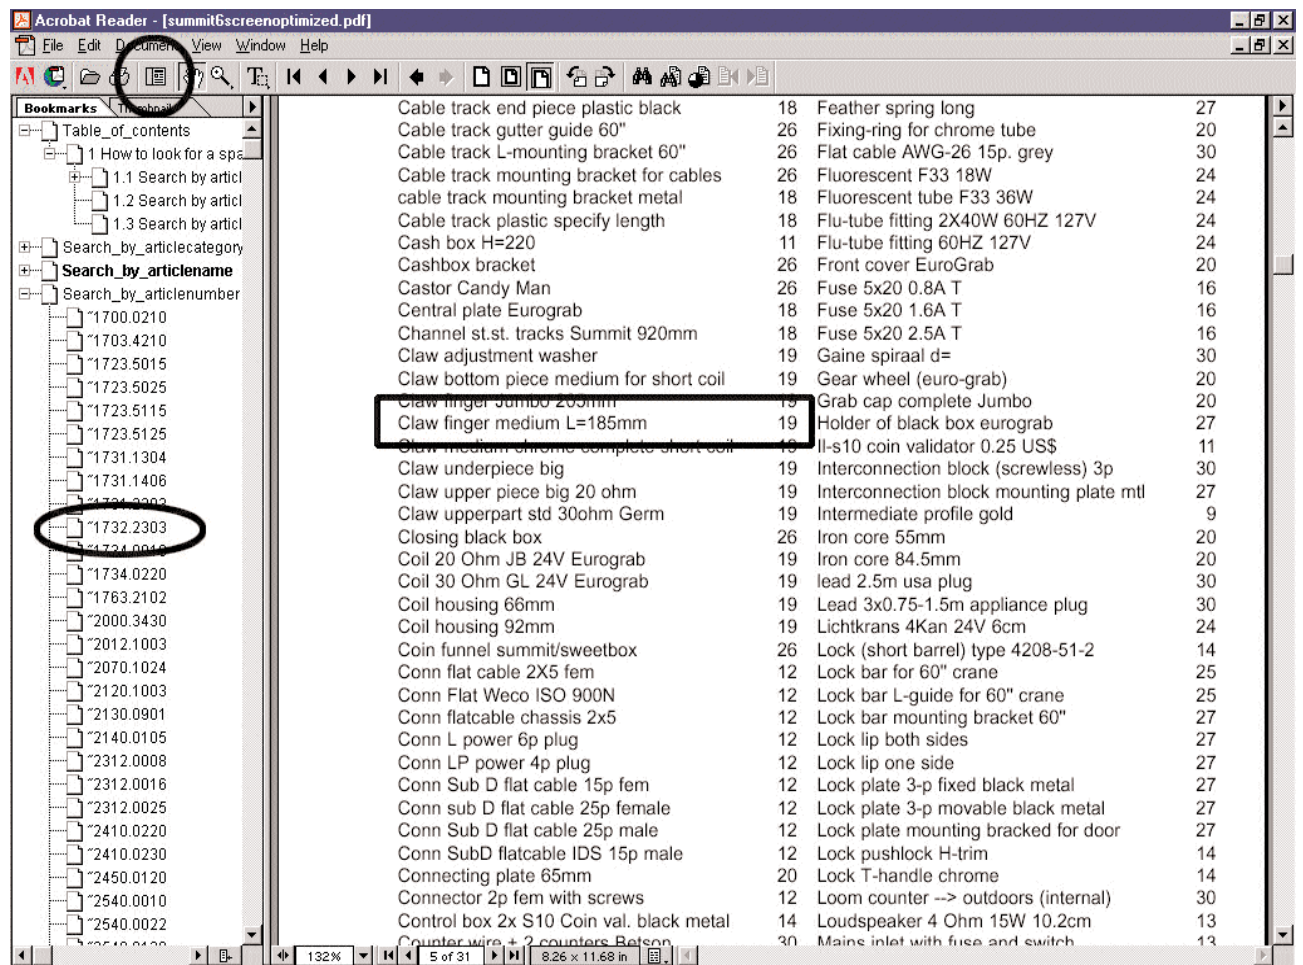 Acrobat Reader - [summit6screenoptimized.pdf]
File Edit Document View Window Help
Bookmarks Thumbnail
Table_of_contents
1 How to look for a spa
1.1 Search by articl
1.2 Search by articl
1.3 Search by articl
Search_by_articlecategory
Search_by_articlename
Search_by_articlenumber
~1700.0210
~1703.4210
~1723.5015
~1723.5025
~1723.5115
~1723.5125
~1731.1304
~1731.1406
~1732.2303
~1734.0220
~1763.2102
~2000.3430
~2012.1003
~2070.1024
~2120.1003
~2130.0901
~2140.0105
~2312.0008
~2312.0016
~2312.0025
~2410.0220
~2410.0230
~2450.0120
~2540.0010
~2540.0022
Cable track end piece plastic black 18
Cable track gutter guide 60" 26
Cable track L-mounting bracket 60" 26
Cable track mounting bracket for cables 26
cable track mounting bracket metal 18
Cable track plastic specify length 18
Cash box H=220 11
Cashbox bracket 26
Castor Candy Man 26
Central plate Eurograb 18
Channel st.st. tracks Summit 920mm 18
Claw adjustment washer 19
Claw bottom piece medium for short coil 19
Claw finger Jumbo 205mm 19
Claw finger medium L=185mm 19
Claw medium chrome complete short coil 19
Claw underpiece big 19
Claw upper piece big 20 ohm 19
Claw upperpart std 30ohm Germ 19
Closing black box 26
Coil 20 Ohm JB 24V Eurograb 19
Coil 30 Ohm GL 24V Eurograb 19
Coil housing 66mm 19
Coil housing 92mm 19
Coin funnel summit/sweetbox 26
Conn flat cable 2X5 fem 12
Conn Flat Weco ISO 900N 12
Conn flatcable chassis 2x5 12
Conn L power 6p plug 12
Conn LP power 4p plug 12
Conn Sub D flat cable 15p fem 12
Conn sub D flat cable 25p female 12
Conn Sub D flat cable 25p male 12
Conn SubD flatcable IDS 15p male 12
Connecting plate 65mm 20
Connector 2p fem with screws 12
Control box 2x S10 Coin val. black metal 14
Counter wire + 2 counters Betson 30
Feather spring long 27
Fixing-ring for chrome tube 20
Flat cable AWG-26 15p. grey 30
Fluorescent F33 18W 24
Fluorescent tube F33 36W 24
Flu-tube fitting 2X40W 60HZ 127V 24
Flu-tube fitting 60HZ 127V 24
Front cover EuroGrab 20
Fuse 5x20 0.8A T 16
Fuse 5x20 1.6A T 16
Fuse 5x20 2.5A T 16
Gaine spiraal d= 30
Gear wheel (euro-grab) 20
Grab cap complete Jumbo 20
Holder of black box eurograb 27
Il-s10 coin validator 0.25 US$ 11
Interconnection block (screwless) 3p 30
Interconnection block mounting plate mtl 27
Intermediate profile gold 9
Iron core 55mm 20
Iron core 84.5mm 20
lead 2.5m usa plug 30
Lead 3x0.75-1.5m appliance plug 30
Lichtkrans 4Kan 24V 6cm 24
Lock (short barrel) type 4208-51-2 14
Lock bar for 60" crane 25
Lock bar L-guide for 60" crane 25
Lock bar mounting bracket 60" 27
Lock lip both sides 27
Lock lip one side 27
Lock plate 3-p fixed black metal 27
Lock plate 3-p movable black metal 27
Lock plate mounting bracked for door 27
Lock pushlock H-trim 14
Lock T-handle chrome 14
Loom counter --> outdoors (internal) 30
Loudspeaker 4 Ohm 15W 10.2cm 13
Mains inlet with fuse and switch 13
132% 5 of 31 8.26 x 11.68 in